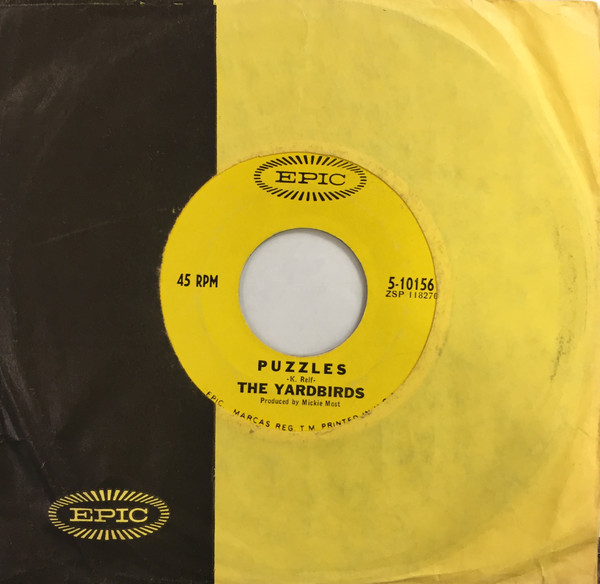 EPIC
45 RPM
5-10156
ZSP 11827
PUZZLES
-K. Relf-
THE YARDBIRDS
Produced by Mickie Most
EPIC MARCAS REG. T.M. PRINTED IN U.S.
EPIC